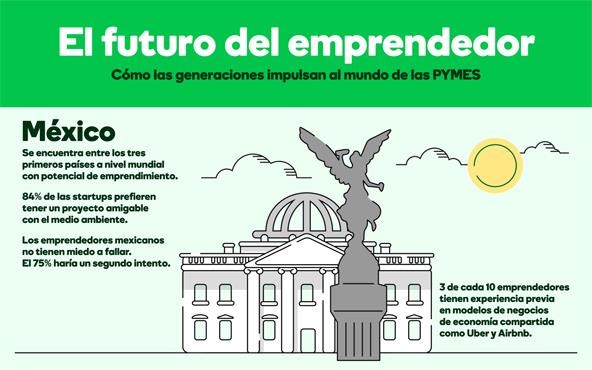 El futuro del emprendedor
Cómo las generaciones impulsan al mundo de las PYMES
México
Se encuentra entre los tres
primeros países a nivel mundial
con potencial de emprendimiento.
84% de las startups prefieren
tener un proyecto amigable
con el medio ambiente.
Los emprendedores mexicanos
no tienen miedo a fallar.
El 75% haría un segundo intento.
3 de cada 10 emprendedores
tienen experiencia previa
en modelos de negocios
de economía compartida
como Uber y Airbnb.